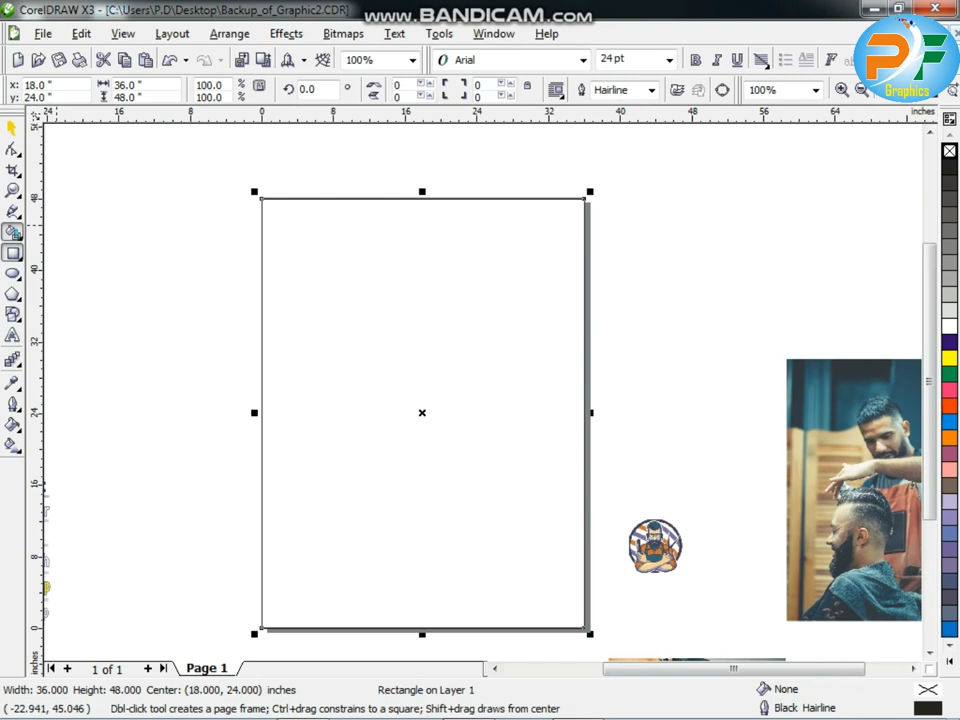 CorelDRAW X3 - [C:\Users\P.D\Desktop\Backup_of_Graphic2.CDR]
www.BANDICAM.com
File Edit View Layout Arrange Effects Bitmaps Text Tools Window Help
PF
Graphics
100% Arial 24 pt B I U F
x: 18.0 " 36.0 " 100.0 % 0.0 ° 0 0 Hairline 100%
y: 24.0 " 48.0 " 100.0 % 0 0
24 16 8 0 8 16 24 32 40 48 56 64 inches
48
40
32
24
16
8
0
inches
1 of 1 Page 1
Width: 36.000 Height: 48.000 Center: (18.000, 24.000) inches Rectangle on Layer 1 None
(-22.941, 45.046) Dbl-click tool creates a page frame; Ctrl+drag constrains to a square; Shift+drag draws from center Black Hairline